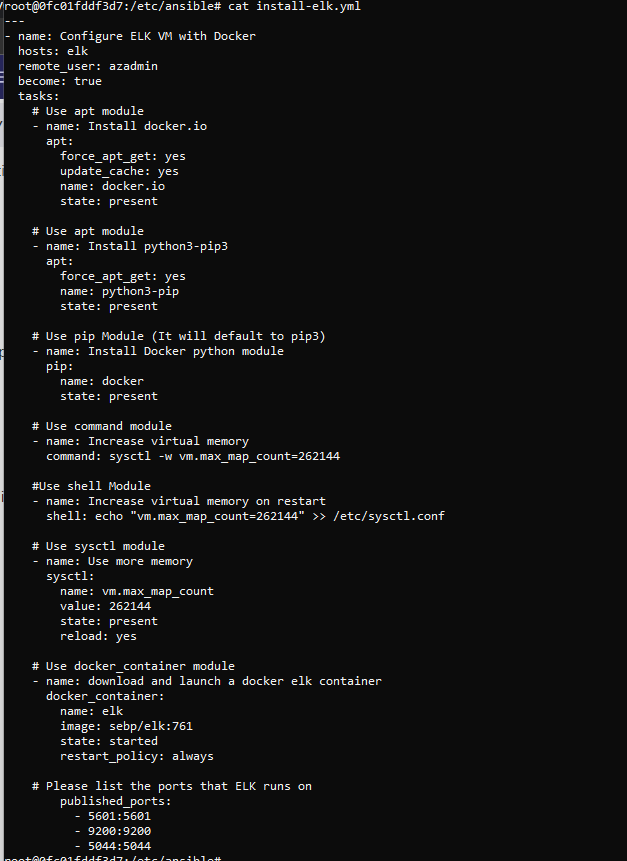 root@0fc01fddf3d7:/etc/ansible# cat install-elk.yml
---
- name: Configure ELK VM with Docker
  hosts: elk
  remote_user: azadmin
  become: true
  tasks:
    # Use apt module
    - name: Install docker.io
      apt:
        force_apt_get: yes
        update_cache: yes
        name: docker.io
        state: present

    # Use apt module
    - name: Install python3-pip3
      apt:
        force_apt_get: yes
        name: python3-pip
        state: present

    # Use pip Module (It will default to pip3)
    - name: Install Docker python module
      pip:
        name: docker
        state: present

    # Use command module
    - name: Increase virtual memory
      command: sysctl -w vm.max_map_count=262144

    #Use shell Module
    - name: Increase virtual memory on restart
      shell: echo "vm.max_map_count=262144" >> /etc/sysctl.conf

    # Use sysctl module
    - name: Use more memory
      sysctl:
        name: vm.max_map_count
        value: 262144
        state: present
        reload: yes

    # Use docker_container module
    - name: download and launch a docker elk container
      docker_container:
        name: elk
        image: sebp/elk:761
        state: started
        restart_policy: always

    # Please list the ports that ELK runs on
        published_ports:
          - 5601:5601
          - 9200:9200
          - 5044:5044
root@0fc01fddf3d7:/etc/ansible#